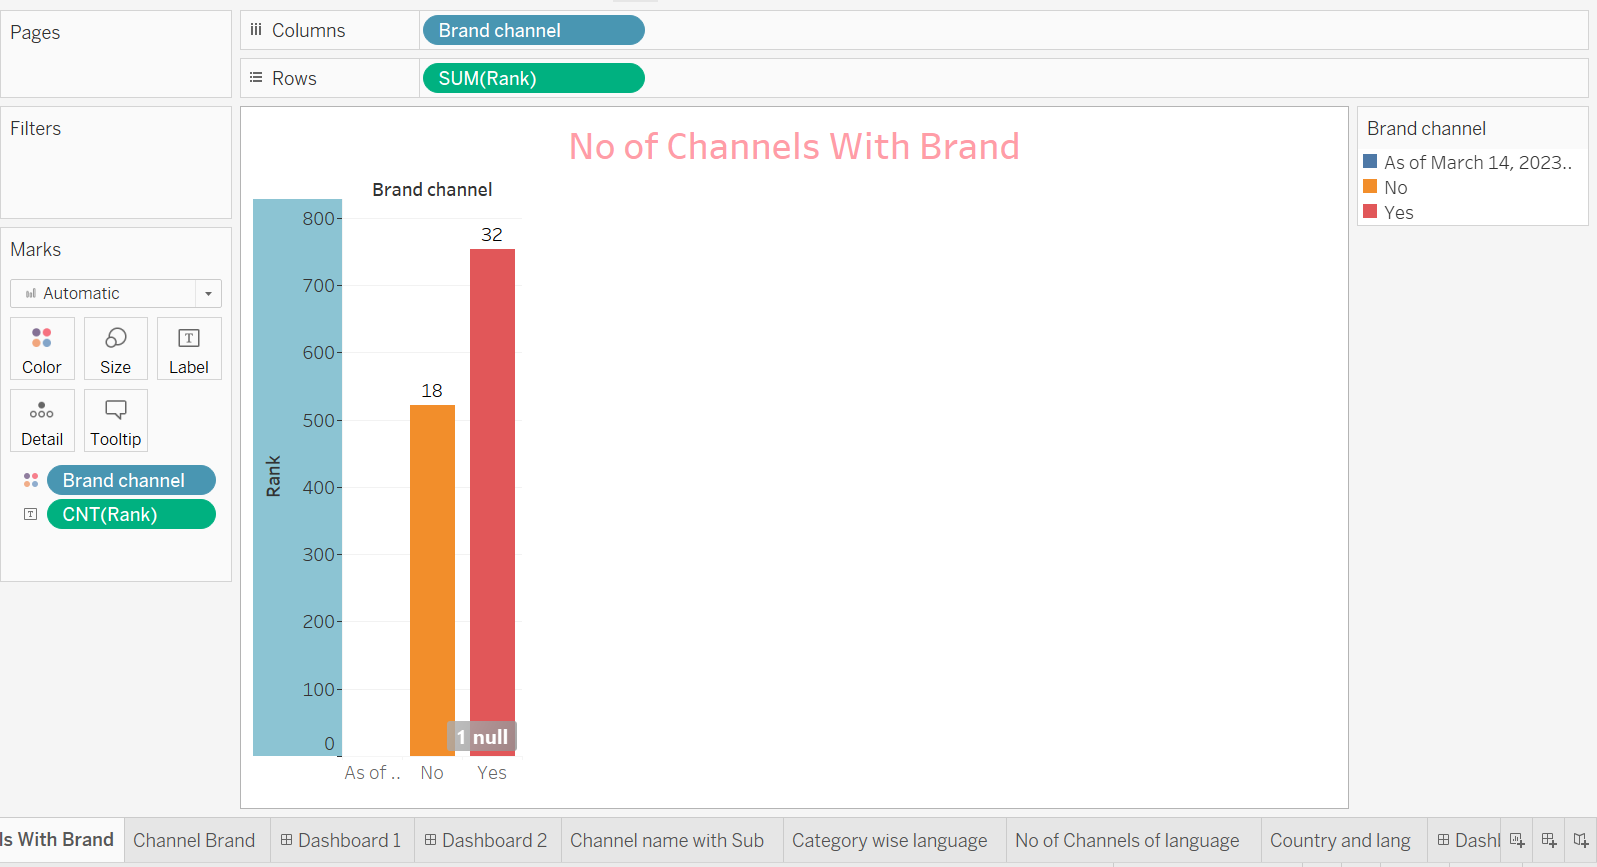 Pages
Columns
Brand channel
Rows
SUM(Rank)
Filters
Marks
Automatic
Color
Size
Label
Detail
Tooltip
Brand channel
CNT(Rank)
No of Channels With Brand
Brand channel
800
700
600
500
400
300
200
100
0
Rank
32
18
1 null
As of ..
No
Yes
Brand channel
As of March 14, 2023..
No
Yes
ls With Brand
Channel Brand
Dashboard 1
Dashboard 2
Channel name with Sub
Category wise language
No of Channels of language
Country and lang
Dashl